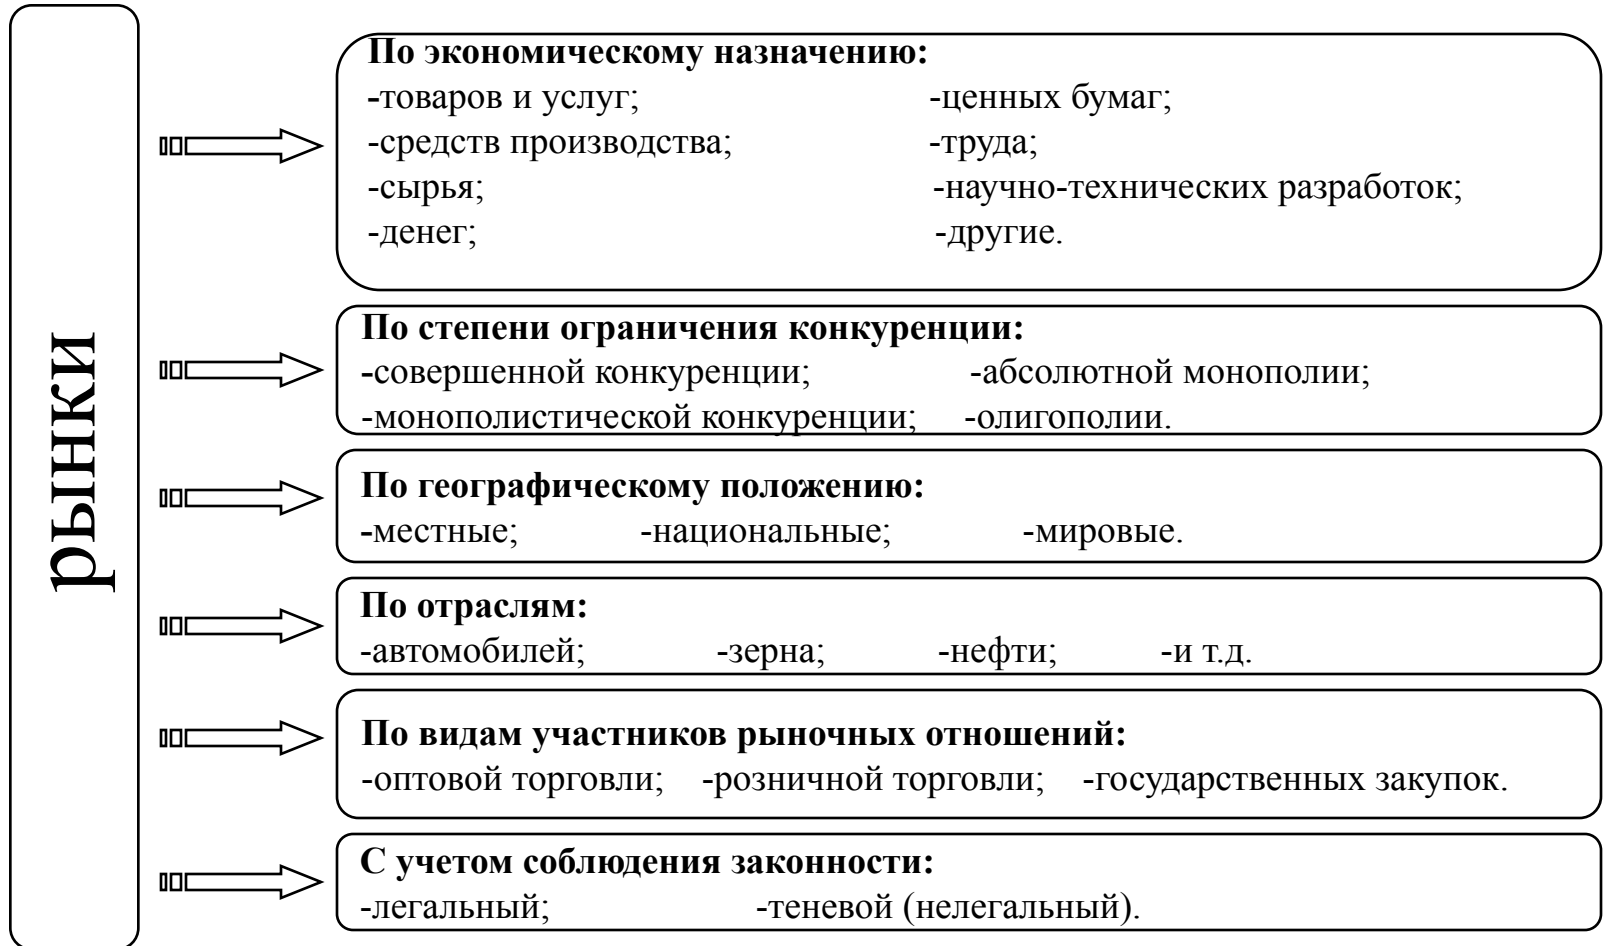 рынки
По экономическому назначению:
-товаров и услуг; -ценных бумаг;
-средств производства; -труда;
-сырья; -научно-технических разработок;
-денег; -другие.
По степени ограничения конкуренции:
-совершенной конкуренции; -абсолютной монополии;
-монополистической конкуренции; -олигополии.
По географическому положению:
-местные; -национальные; -мировые.
По отраслям:
-автомобилей; -зерна; -нефти; -и т.д.
По видам участников рыночных отношений:
-оптовой торговли; -розничной торговли; -государственных закупок.
С учетом соблюдения законности:
-легальный; -теневой (нелегальный).